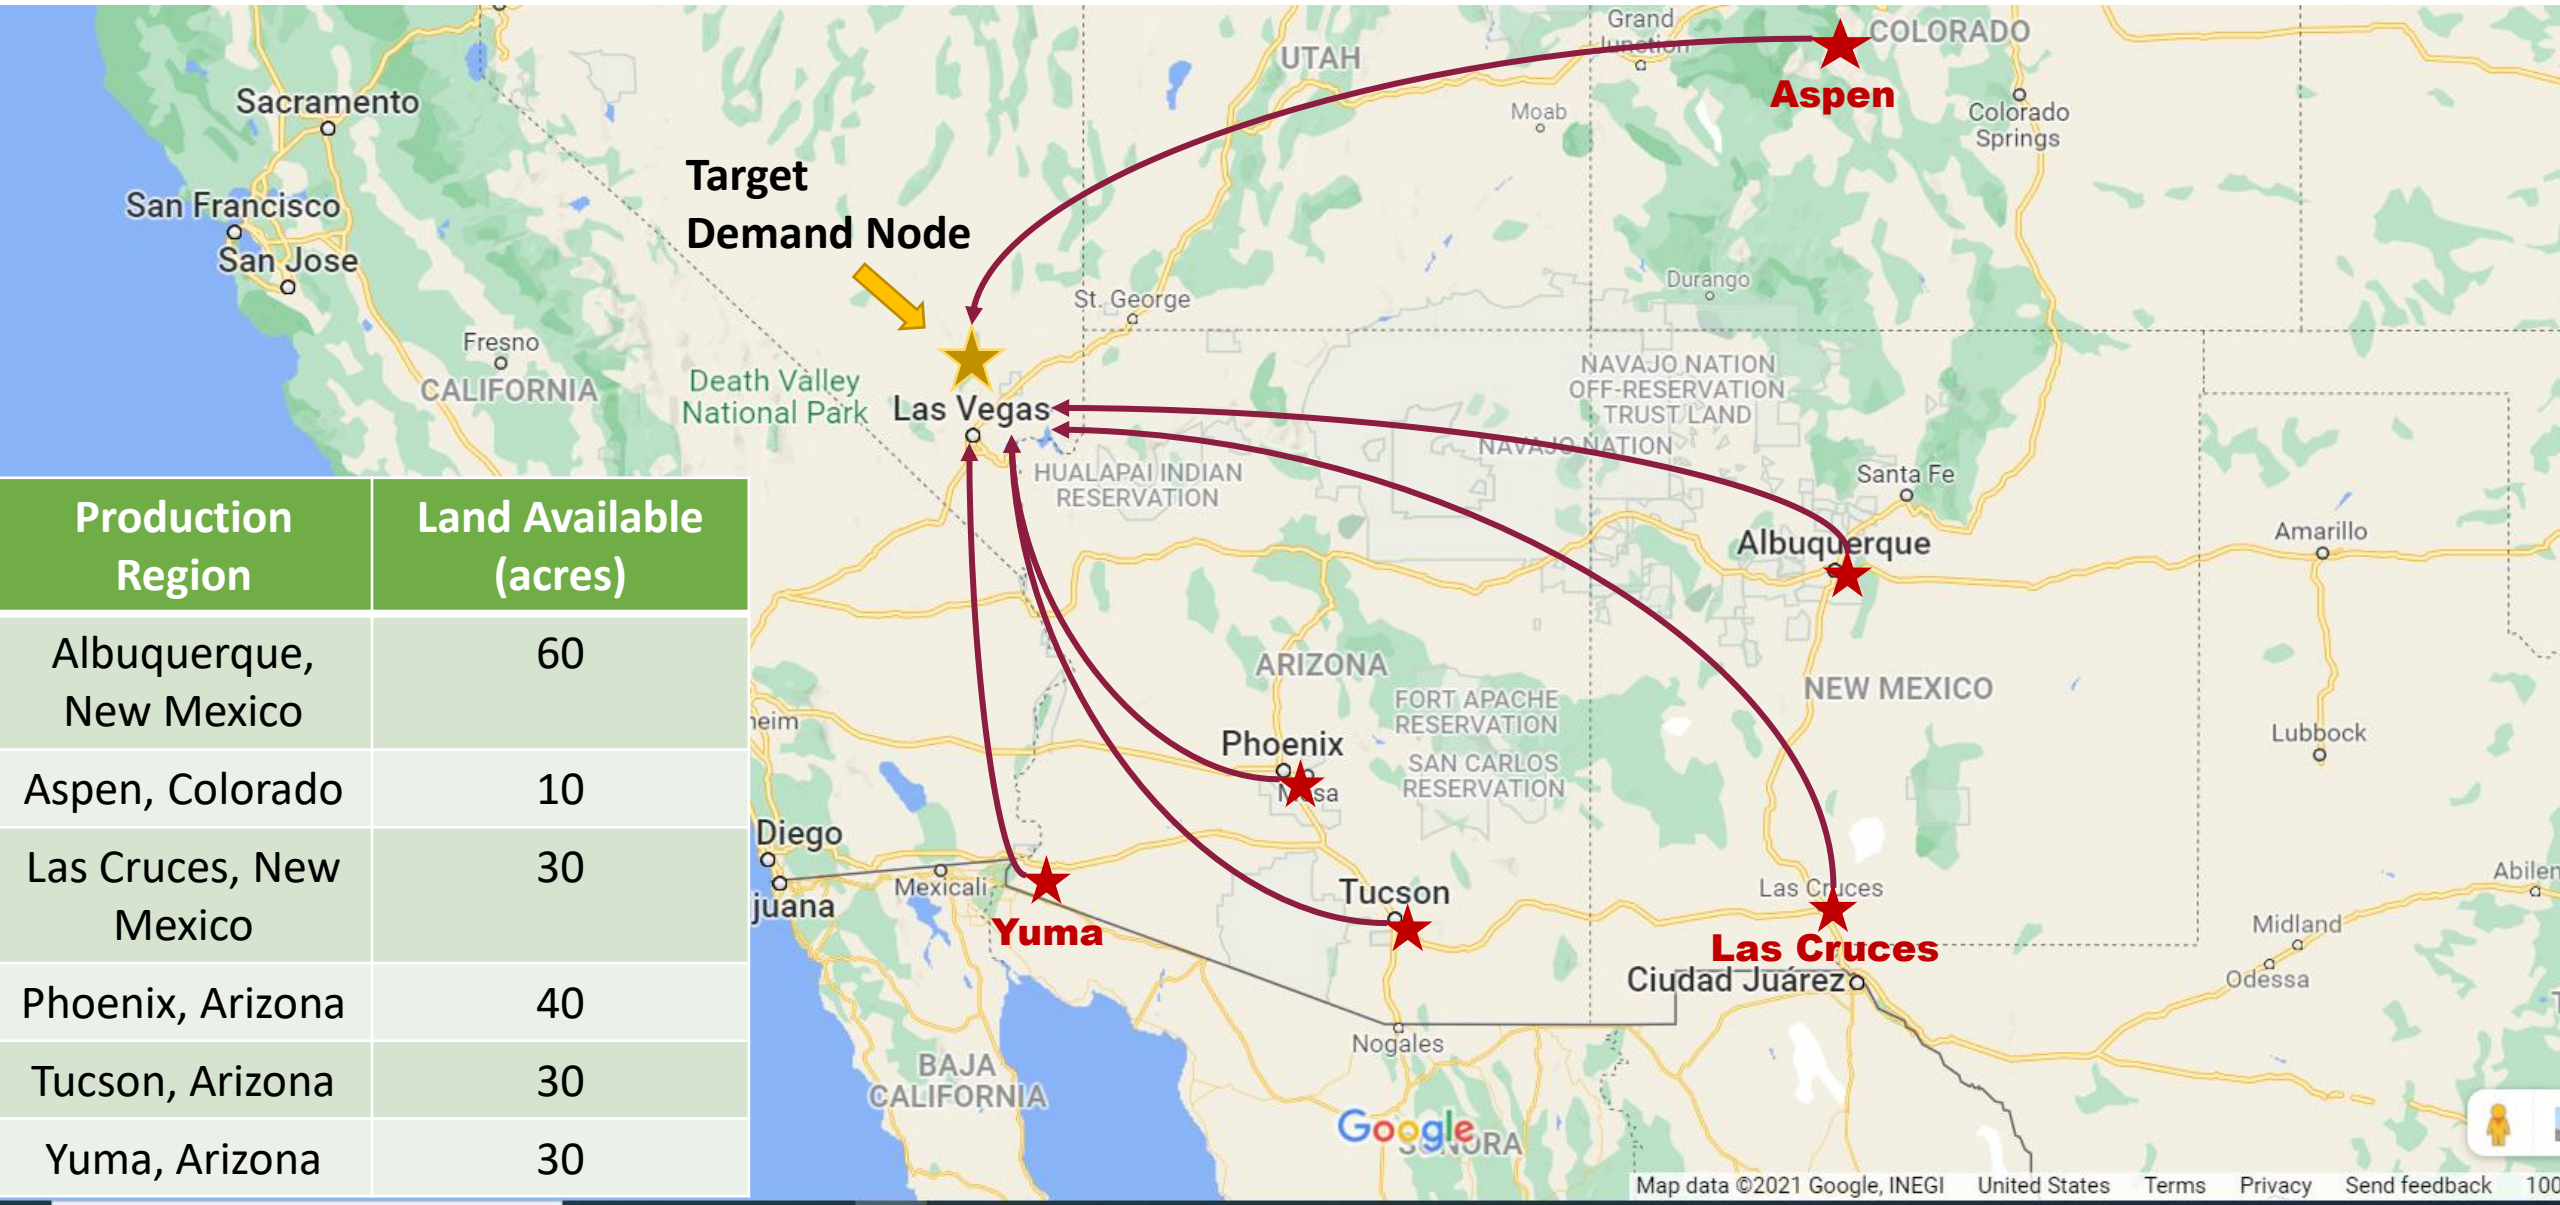 Grand
Junction
COLORADO
UTAH
Aspen
Sacramento
Moab
Colorado
Springs
Target
Demand Node
San Francisco
San Jose
Durango
St. George
Fresno
CALIFORNIA
Death Valley
National Park
Las Vegas
NAVAJO NATION
OFF-RESERVATION
TRUST LAND
NAVAJO NATION
HUALAPAI INDIAN
RESERVATION
Santa Fe
Albuquerque
Amarillo
ARIZONA
FORT APACHE
RESERVATION
NEW MEXICO
heim
Phoenix
SAN CARLOS
RESERVATION
Mesa
Lubbock
Diego
Mexicali
juana
Yuma
Tucson
Las Cruces
Las Cruces
Ciudad Juárez
Abilen
Midland
Odessa
Nogales
BAJA
CALIFORNIA
Google
SONORA
Production
Region
Land Available
(acres)
Albuquerque,
New Mexico
60
Aspen, Colorado
10
Las Cruces, New
Mexico
30
Phoenix, Arizona
40
Tucson, Arizona
30
Yuma, Arizona
30
Map data ©2021 Google, INEGI
United States
Terms
Privacy
Send feedback
100